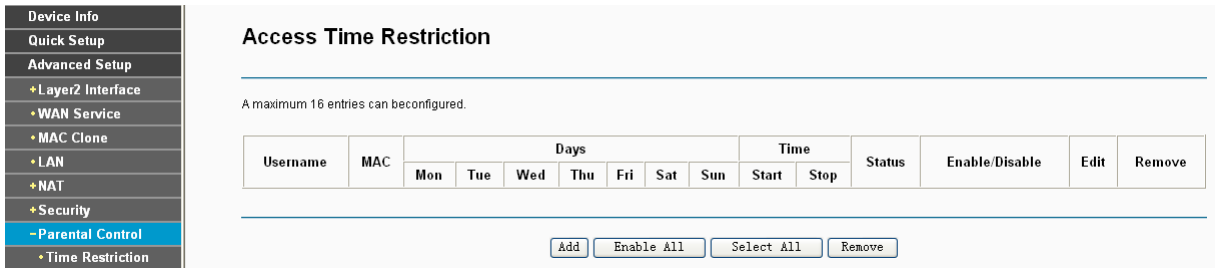 Device Info
Quick Setup
Advanced Setup
+Layer2 Interface
•WAN Service
•MAC Clone
•LAN
+NAT
+Security
-Parental Control
•Time Restriction
Access Time Restriction
A maximum 16 entries can beconfigured.
Username MAC Days Time Status Enable/Disable Edit Remove
Mon Tue Wed Thu Fri Sat Sun Start Stop
Add Enable All Select All Remove